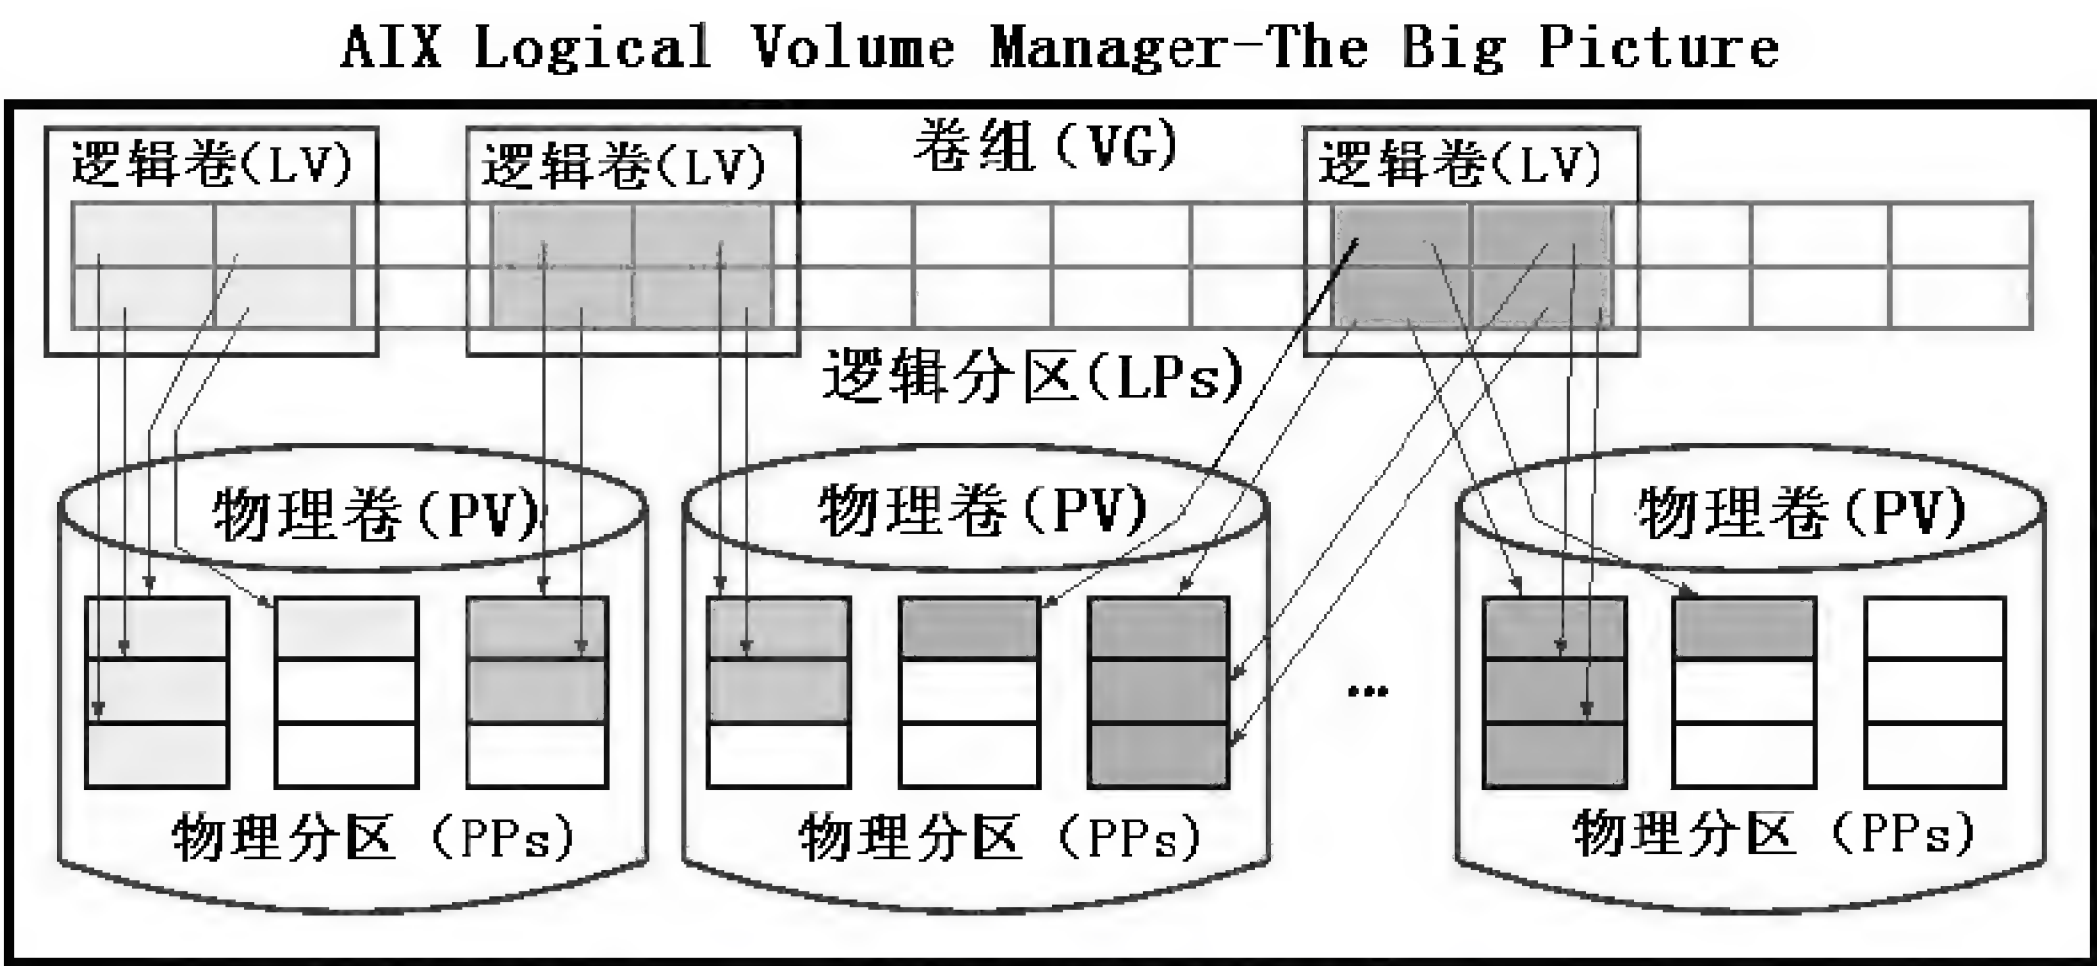 AIX Logical Volume Manager-The Big Picture
卷组(VG)
逻辑卷(LV)
逻辑卷(LV)
逻辑卷(LV)
逻辑分区(LPs)
物理卷(PV)
物理卷(PV)
物理卷(PV)
...
物理分区(PPs)
物理分区(PPs)
物理分区(PPs)